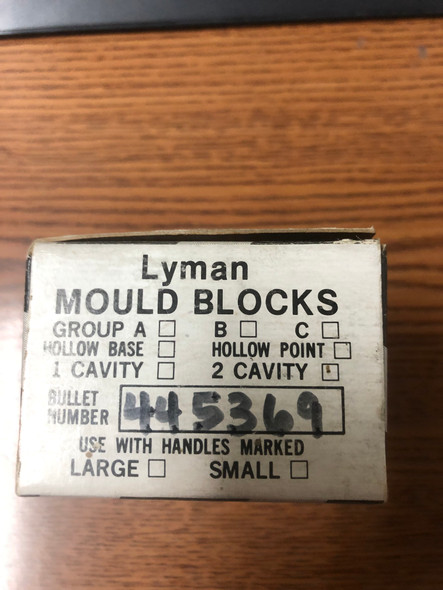 Lyman
MOULD BLOCKS
GROUP A ☐ B ☐ C ☐
HOLLOW BASE ☐ HOLLOW POINT ☐
1 CAVITY ☐ 2 CAVITY ☐
BULLET
NUMBER 445369
USE WITH HANDLES MARKED
LARGE ☐ SMALL ☐